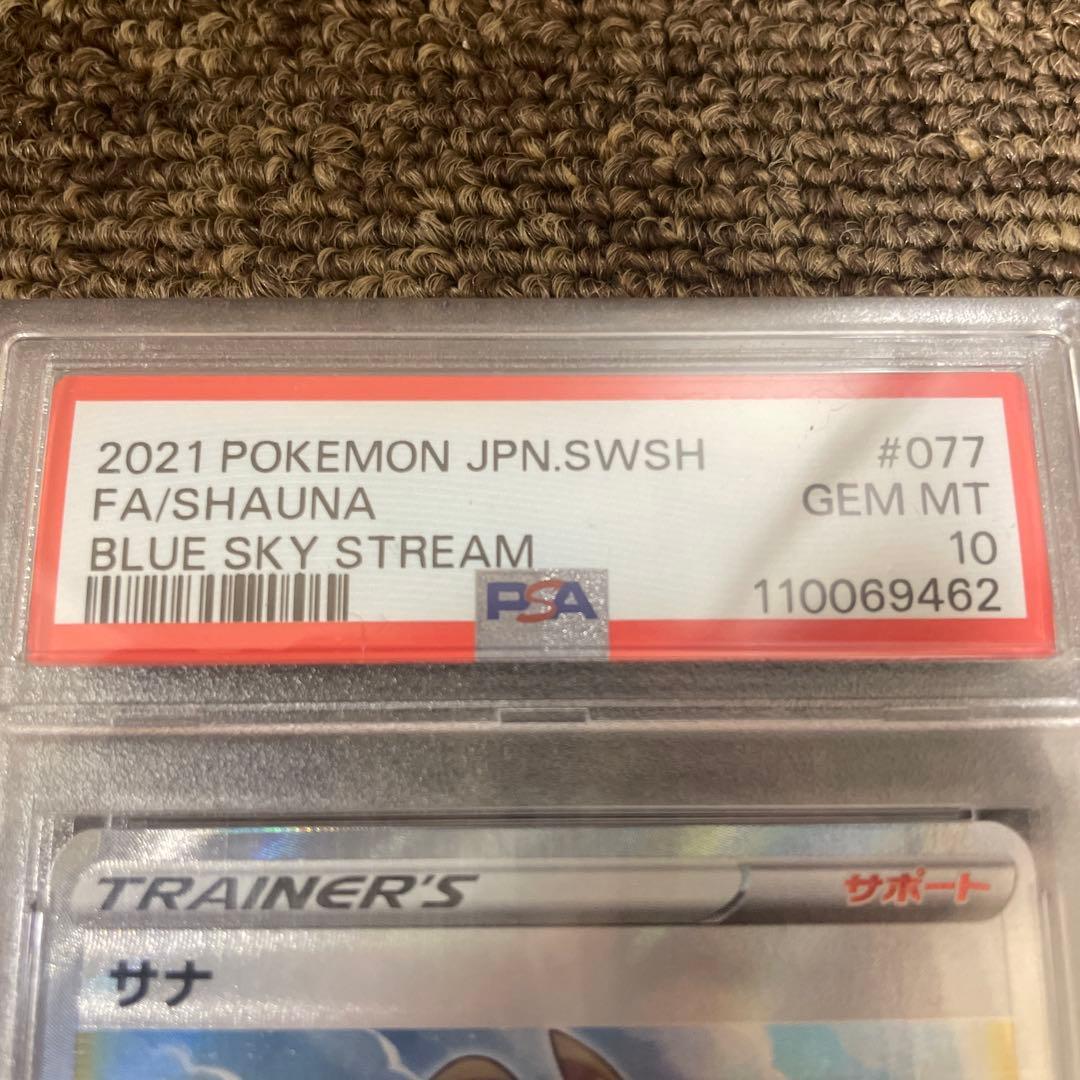 2021 POKEMON JPN.SWSH #077
FA/SHAUNA GEM MT
BLUE SKY STREAM 10
PSA 110069462
TRAINER'S サポート
サナ